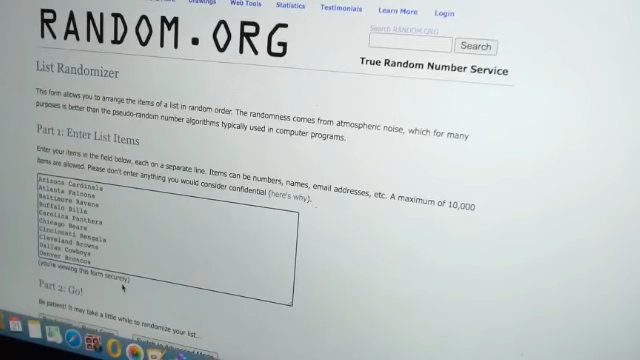 Drawings Web Tools Statistics Testimonials Learn More Login
RANDOM.ORG
Search RANDOM.ORG
Search
True Random Number Service
List Randomizer
This form allows you to arrange the items of a list in random order. The randomness comes from atmospheric noise, which for many
purposes is better than the pseudo-random number algorithms typically used in computer programs.
Part 1: Enter List Items
Enter your items in the field below, each on a separate line. Items can be numbers, names, email addresses, etc. A maximum of 10,000
items are allowed. Please don't enter anything you would consider confidential (here's why).
Arizona Cardinals
Atlanta Falcons
Baltimore Ravens
Buffalo Bills
Carolina Panthers
Chicago Bears
Cincinnati Bengals
Cleveland Browns
Dallas Cowboys
Denver Broncos
(you're viewing this form securely)
Part 2: Go!
Be patient! It may take a little while to randomize your list...